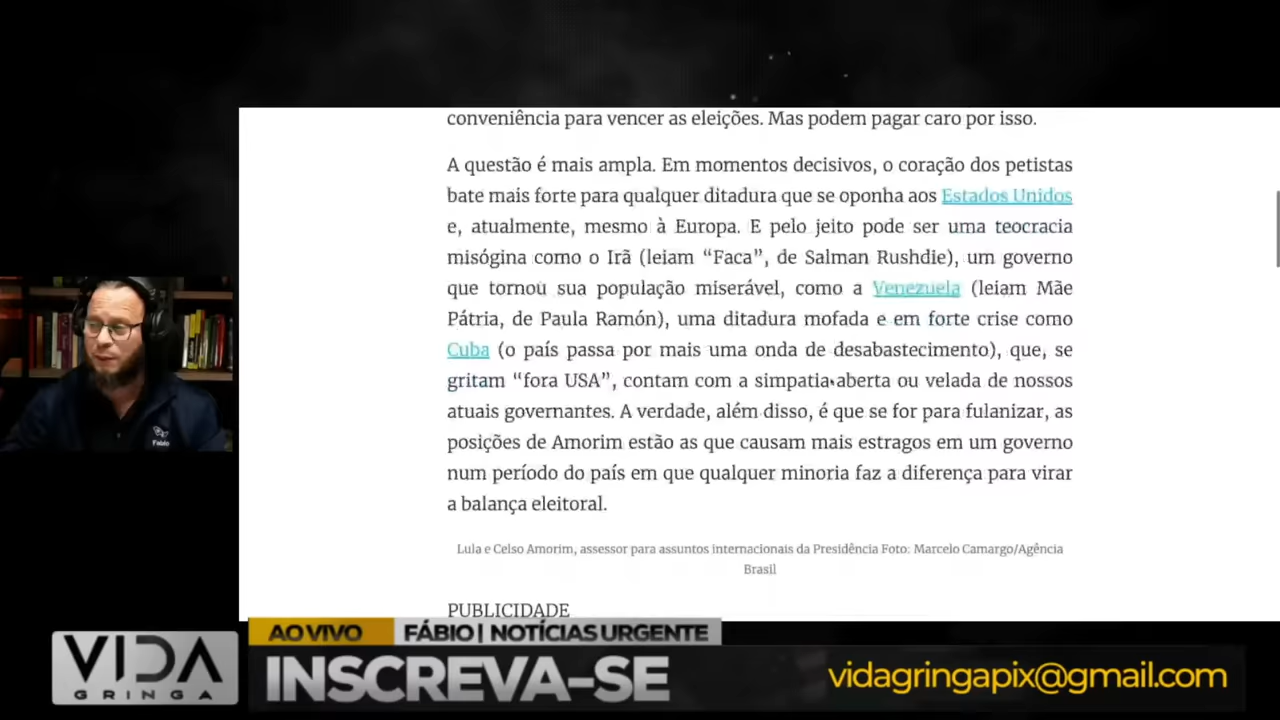 conveniência para vencer as eleições. Mas podem pagar caro por isso.
A questão é mais ampla. Em momentos decisivos, o coração dos petistas
bate mais forte para qualquer ditadura que se oponha aos Estados Unidos
e, atualmente, mesmo à Europa. E pelo jeito pode ser uma teocracia
misógina como o Irã (leiam “Faca”, de Salman Rushdie), um governo
que tornou sua população miserável, como a Venezuela (leiam Mãe
Pátria, de Paula Ramón), uma ditadura mofada e em forte crise como
Cuba (o país passa por mais uma onda de desabastecimento), que, se
gritam “fora USA”, contam com a simpatia aberta ou velada de nossos
atuais governantes. A verdade, além disso, é que se for para fulanizar, as
posições de Amorim estão as que causam mais estragos em um governo
num período do país em que qualquer minoria faz a diferença para virar
a balança eleitoral.
Lula e Celso Amorim, assessor para assuntos internacionais da Presidência Foto: Marcelo Camargo/Agência
Brasil
PUBLICIDADE
Fábio
VIDA
GRINGA
AO VIVO
FÁBIO | NOTÍCIAS URGENTE
INSCREVA-SE
vidagringapix@gmail.com